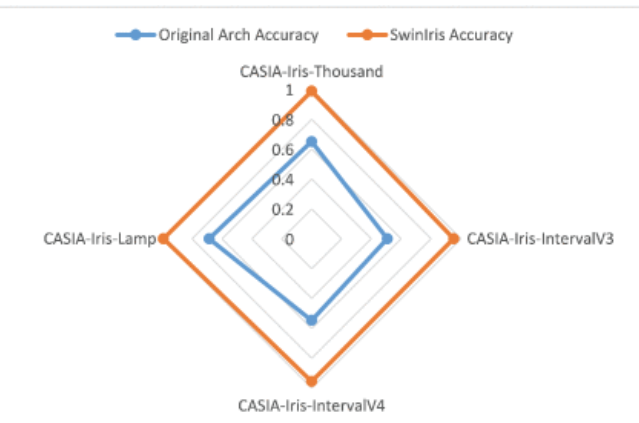 Original Arch Accuracy SwinIris Accuracy
CASIA-Iris-Thousand
1
0.8
0.6
0.4
0.2
0
CASIA-Iris-Lamp
CASIA-Iris-IntervalV3
CASIA-Iris-IntervalV4